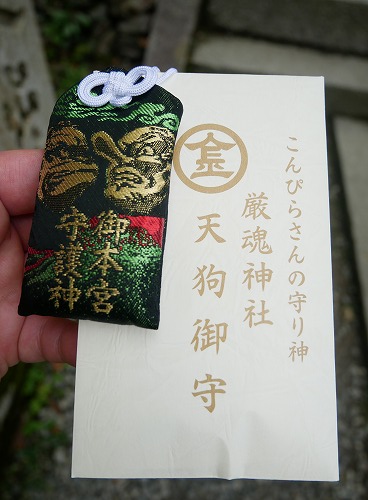 御本宮
守護神
金
こんぴらさんの守り神
厳魂神社
天狗御守